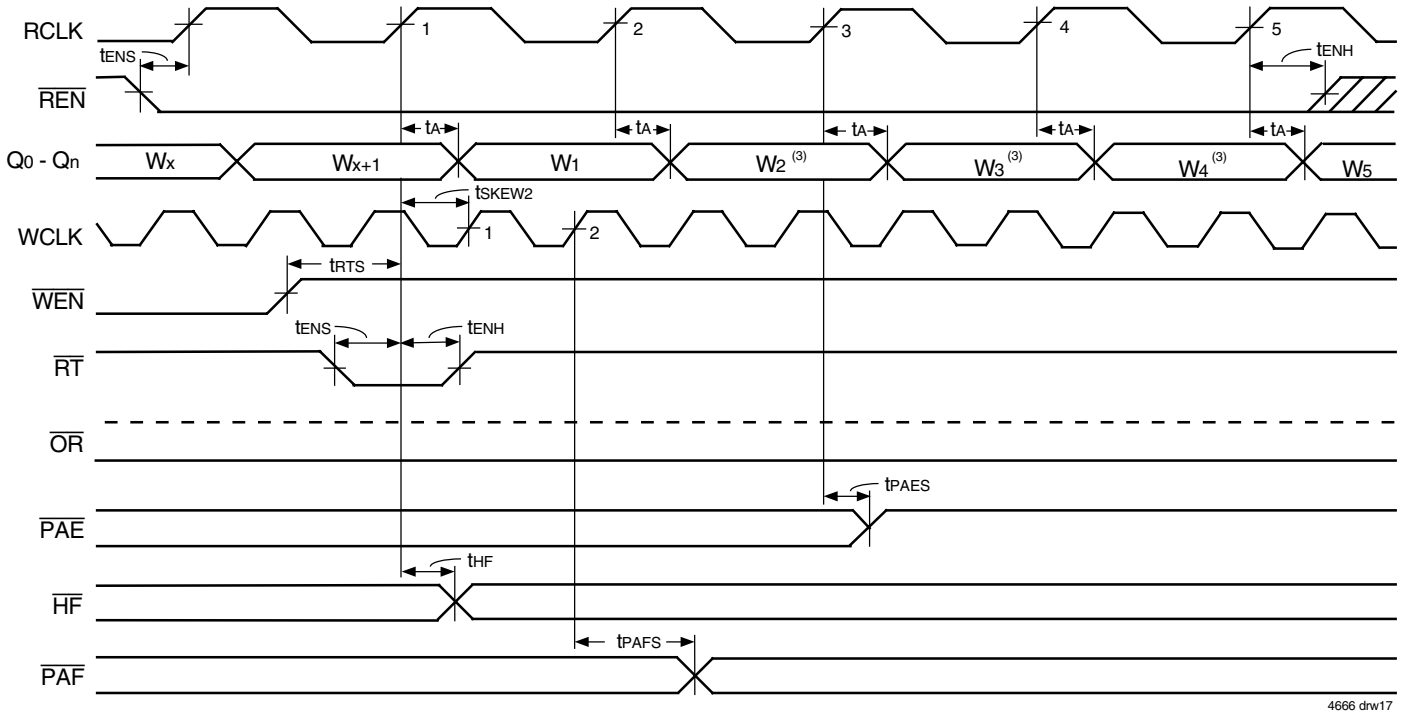 RCLK 1 2 3 4 5
tENS tENH
REN
tA tA tA tA tA
Q0 - Qn Wx Wx+1 W1 W2 (3) W3 (3) W4 (3) W5
tSKEW2
WCLK 1 2
tRTS
WEN
tENS tENH
RT
OR
tPAES
PAE
tHF
HF
tPAFS
PAF
4666 drw17